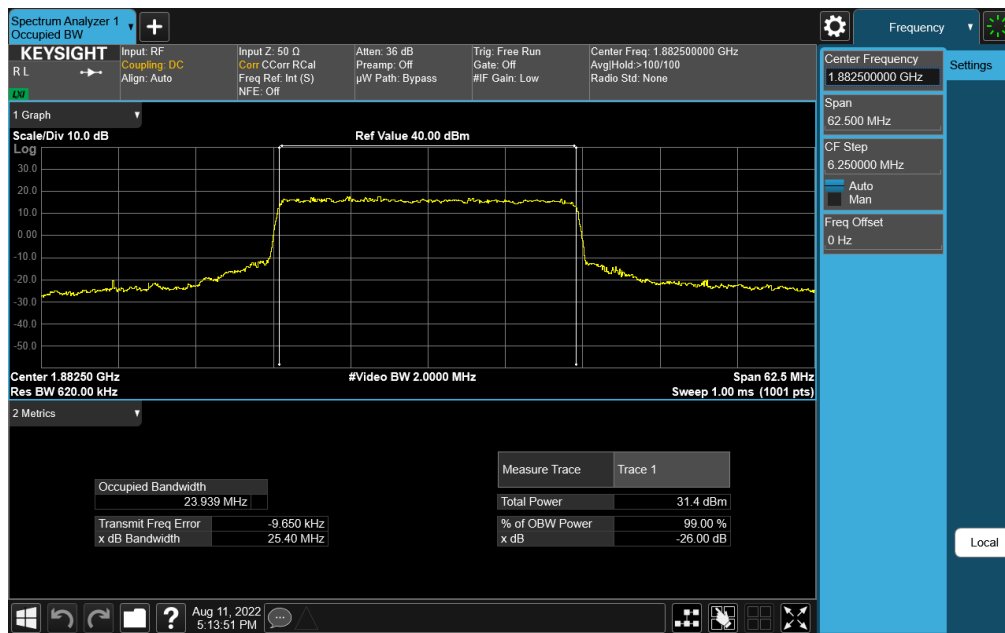 Spectrum Analyzer 1
Occupied BW
Frequency
KEYSIGHT
R L
LXI
Input: RF
Coupling: DC
Align: Auto
Input Z: 50 Ω
Corr CCorr RCal
Freq Ref: Int (S)
NFE: Off
Atten: 36 dB
Preamp: Off
µW Path: Bypass
Trig: Free Run
Gate: Off
#IF Gain: Low
Center Freq: 1.882500000 GHz
Avg|Hold:>100/100
Radio Std: None
Center Frequency
1.882500000 GHz
Settings
Span
62.500 MHz
CF Step
6.250000 MHz
Auto
Man
Freq Offset
0 Hz
1 Graph
Scale/Div 10.0 dB
Ref Value 40.00 dBm
Log
30.0
20.0
10.0
0.00
-10.0
-20.0
-30.0
-40.0
-50.0
Center 1.88250 GHz
#Video BW 2.0000 MHz
Span 62.5 MHz
Res BW 620.00 kHz
Sweep 1.00 ms (1001 pts)
2 Metrics
Measure Trace
Trace 1
Occupied Bandwidth
23.939 MHz
Total Power
31.4 dBm
Transmit Freq Error
-9.650 kHz
% of OBW Power
99.00 %
x dB Bandwidth
25.40 MHz
x dB
-26.00 dB
Local
Aug 11, 2022
5:13:51 PM